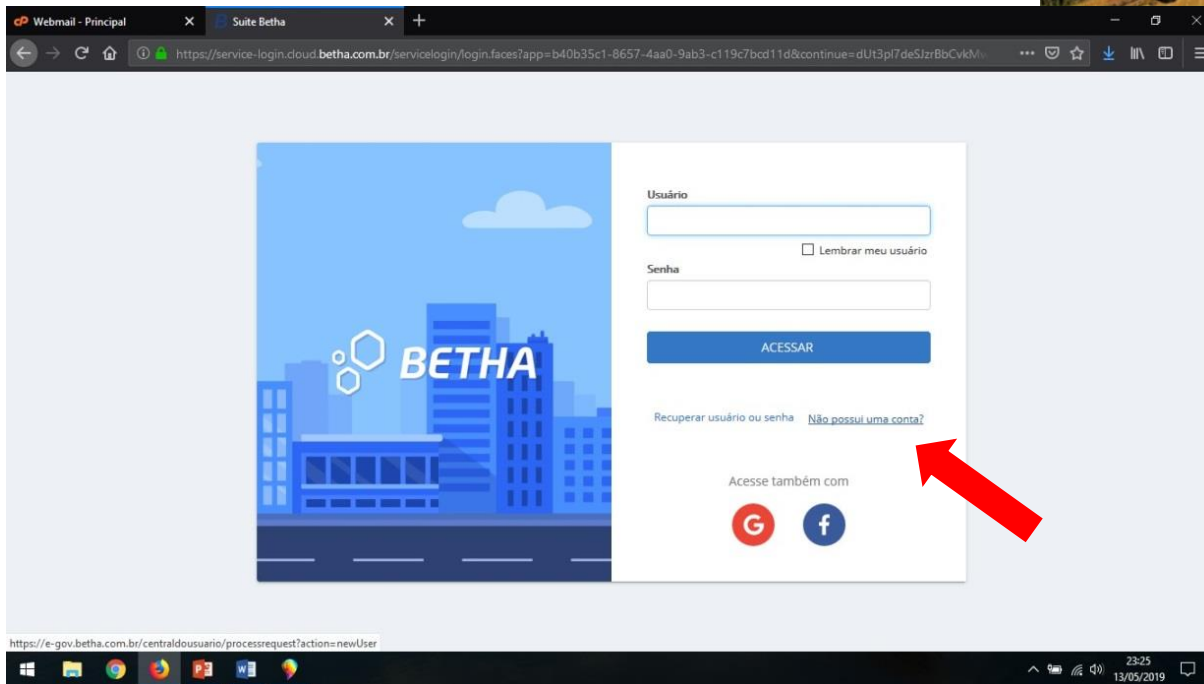 Webmail - Principal
Suite Betha
https://service-login.cloud.betha.com.br/servicelogin/login.faces?app=b40b35c1-8657-4aa0-9ab3-c119c7bcd11d&continue=dUt3pl7deSJzrBbCvkM
Usuário
Lembrar meu usuário
Senha
BETHA
ACESSAR
Recuperar usuário ou senha Não possui uma conta?
Acesse também com
G f
https://e-gov.betha.com.br/centraldousuario/processrequest?action=newUser
23:25
13/05/2019